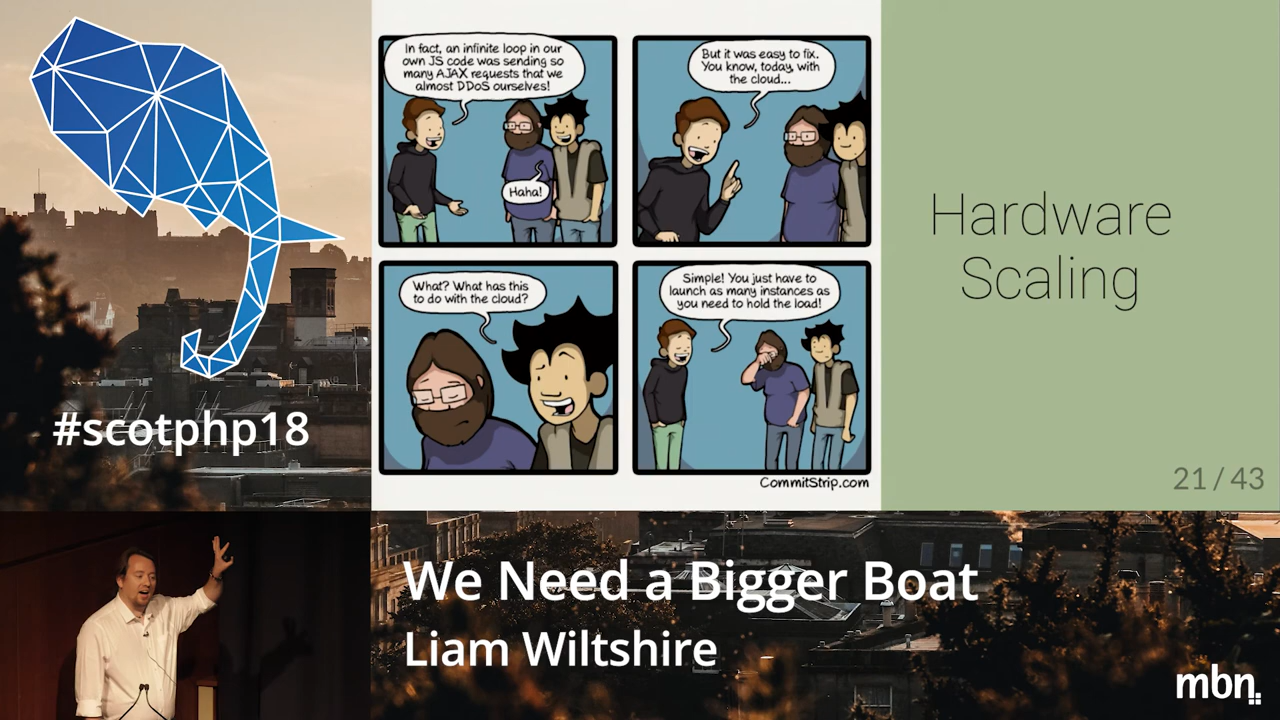 In fact, an infinite loop in our
own JS code was sending so
many AJAX requests that we
almost DDoS ourselves!
Haha!
But it was easy to fix.
You know, today, with
the cloud...
What? What has this
to do with the cloud?
Simple! You just have to
launch as many instances as
you need to hold the load!
CommitStrip.com
Hardware
Scaling
21 / 43
#scotphp18
We Need a Bigger Boat
Liam Wiltshire
mbn